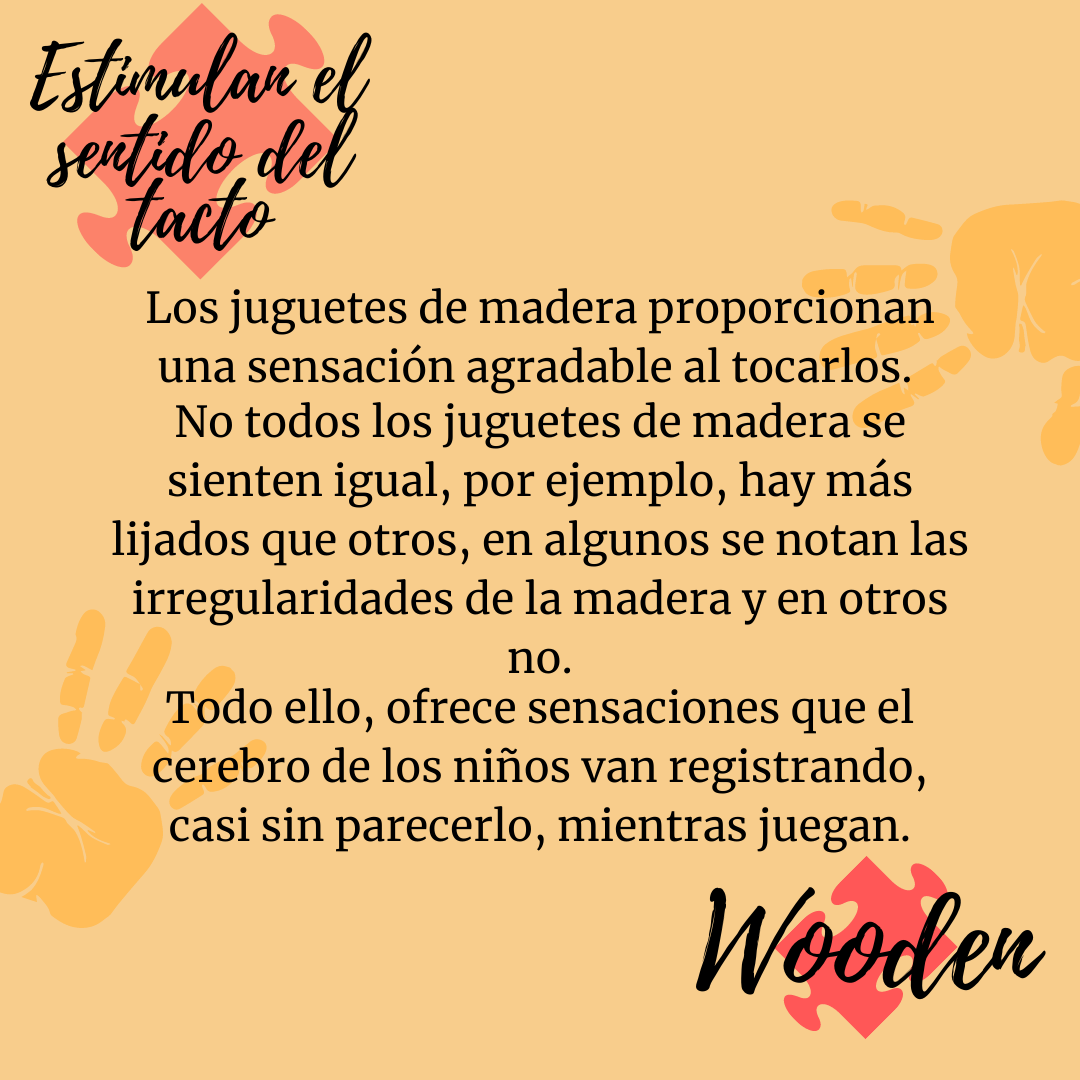 Estimulan el
sentido del
tacto
Los juguetes de madera proporcionan
una sensación agradable al tocarlos.
No todos los juguetes de madera se
sienten igual, por ejemplo, hay más
lijados que otros, en algunos se notan las
irregularidades de la madera y en otros
no.
Todo ello, ofrece sensaciones que el
cerebro de los niños van registrando,
casi sin parecerlo, mientras juegan.
Wooden